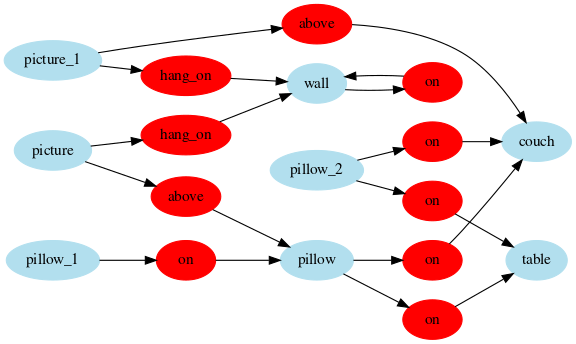 above
picture_1
hang_on
wall
on
hang_on
picture
on
couch
pillow_2
above
on
pillow_1
on
pillow
on
table
on